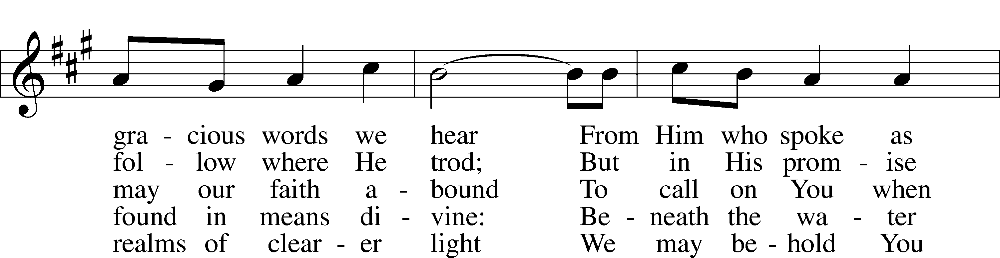 gra - cious words we hear From Him who spoke as
fol - low where He trod; But in His prom - ise
may our faith a - bound To call on You when
found in means di - vine: Be - neath the wa - ter
realms of clear - er light We may be - hold You